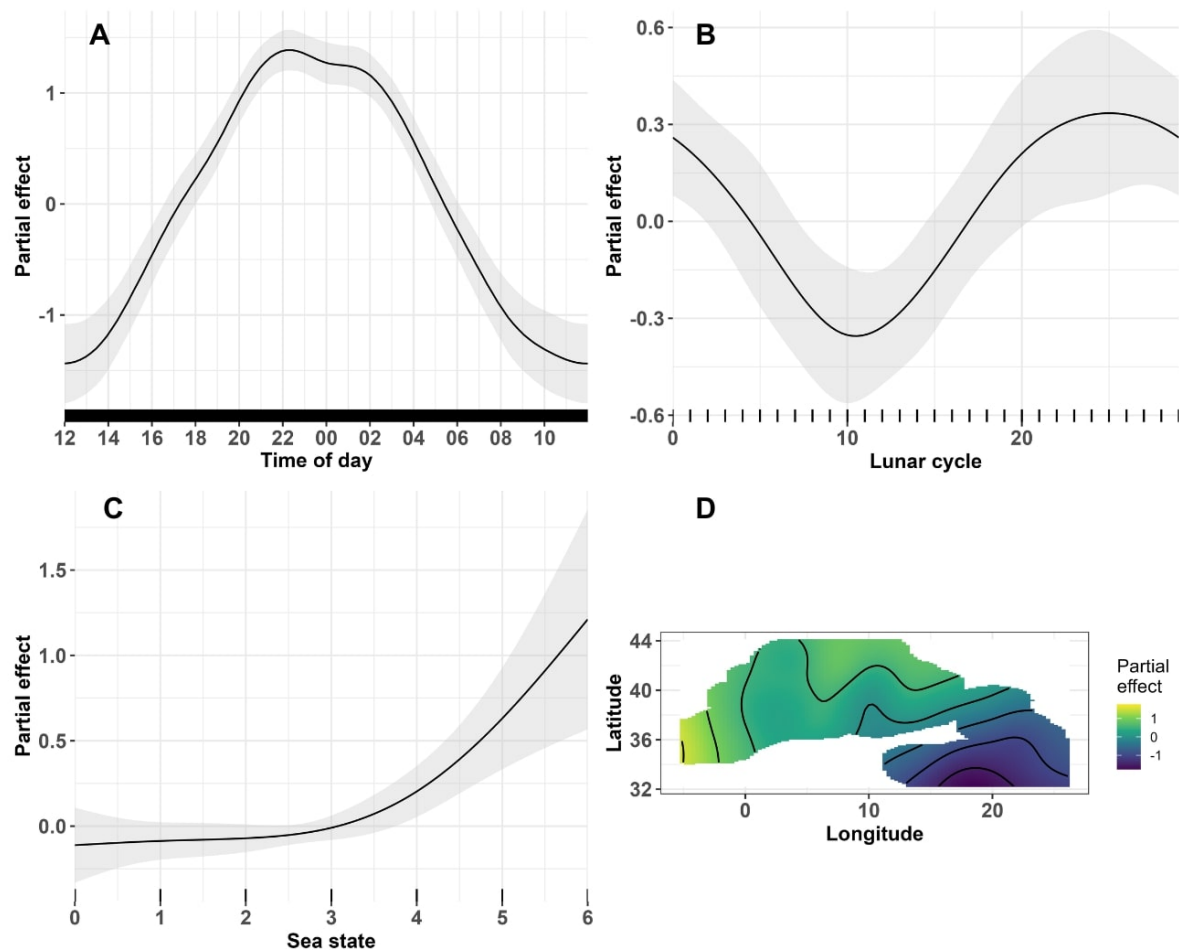 A
Partial effect
1
0
-1
12 14 16 18 20 22 00 02 04 06 08 10
Time of day
B
Partial effect
0.6
0.3
0.0
-0.3
-0.6
0 10 20
Lunar cycle
C
Partial effect
1.5
1.0
0.5
0.0
0 1 2 3 4 5 6
Sea state
D
Latitude
44
40
36
32
0 10 20
Longitude
Partial
effect
1
0
-1